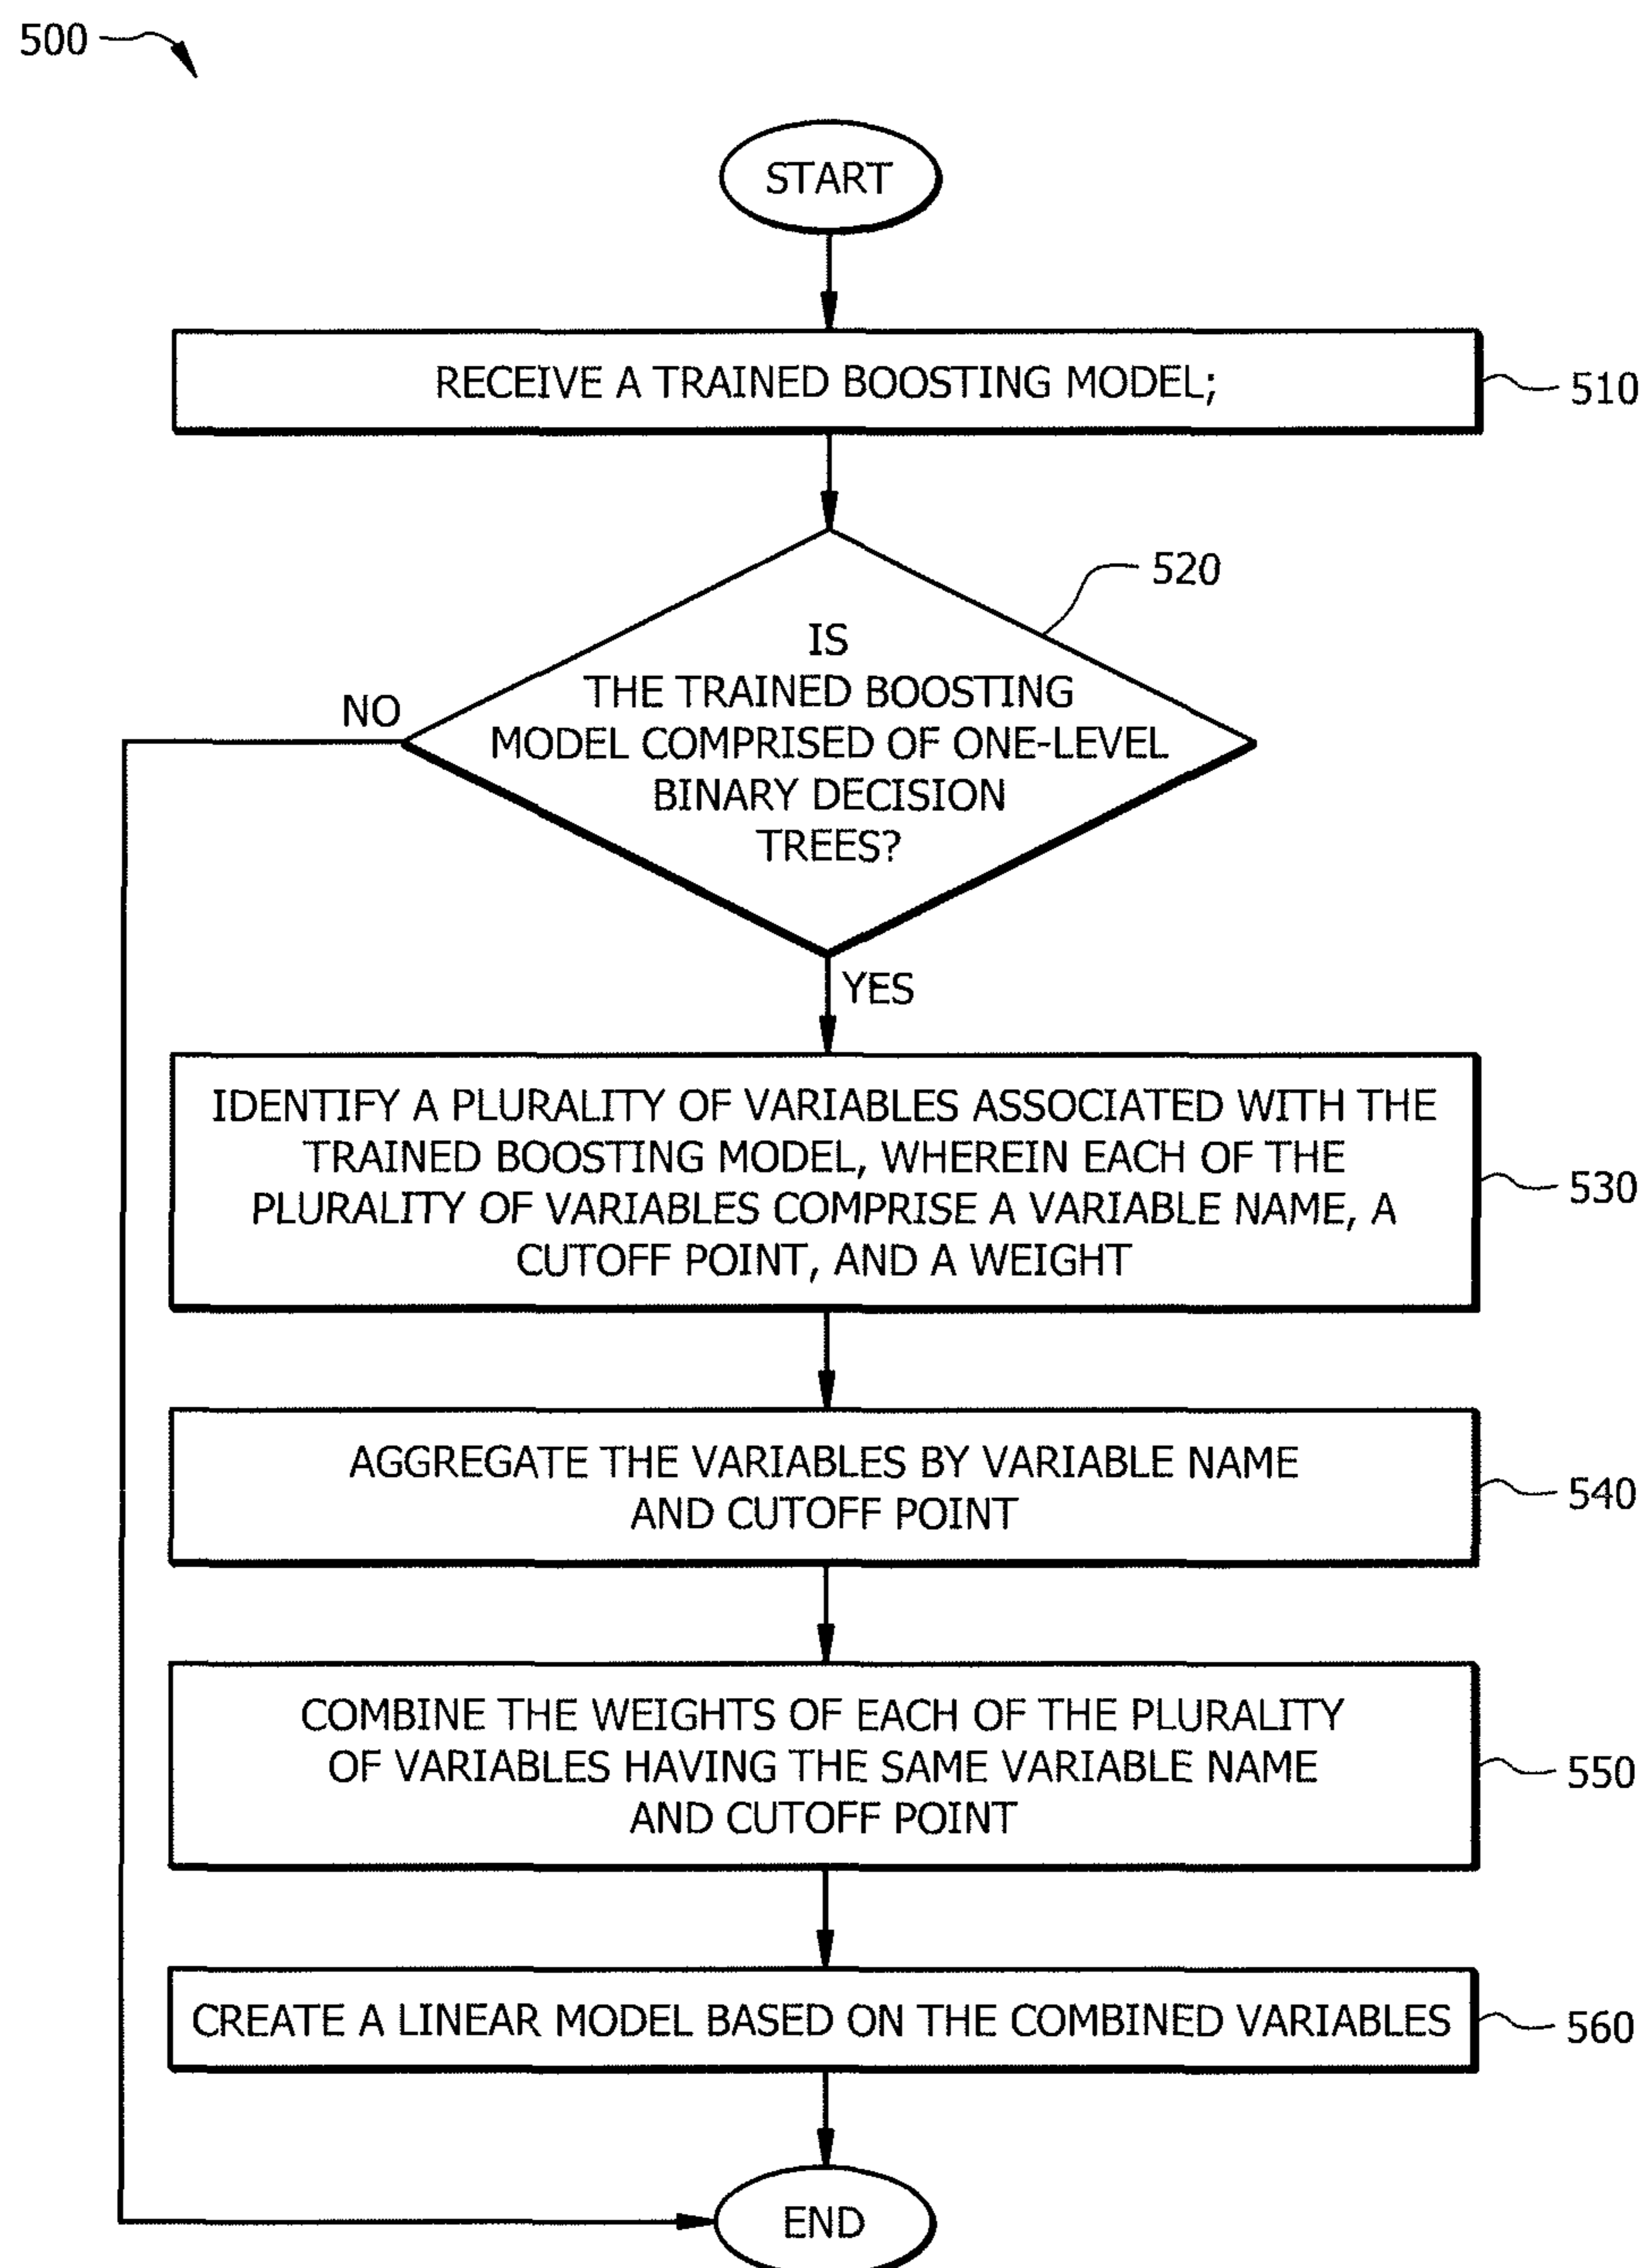 500
START
RECEIVE A TRAINED BOOSTING MODEL;
510
520
IS
THE TRAINED BOOSTING
MODEL COMPRISED OF ONE-LEVEL
BINARY DECISION
TREES?
NO
YES
IDENTIFY A PLURALITY OF VARIABLES ASSOCIATED WITH THE
TRAINED BOOSTING MODEL, WHEREIN EACH OF THE
PLURALITY OF VARIABLES COMPRISE A VARIABLE NAME, A
CUTOFF POINT, AND A WEIGHT
530
AGGREGATE THE VARIABLES BY VARIABLE NAME
AND CUTOFF POINT
540
COMBINE THE WEIGHTS OF EACH OF THE PLURALITY
OF VARIABLES HAVING THE SAME VARIABLE NAME
AND CUTOFF POINT
550
CREATE A LINEAR MODEL BASED ON THE COMBINED VARIABLES
560
END